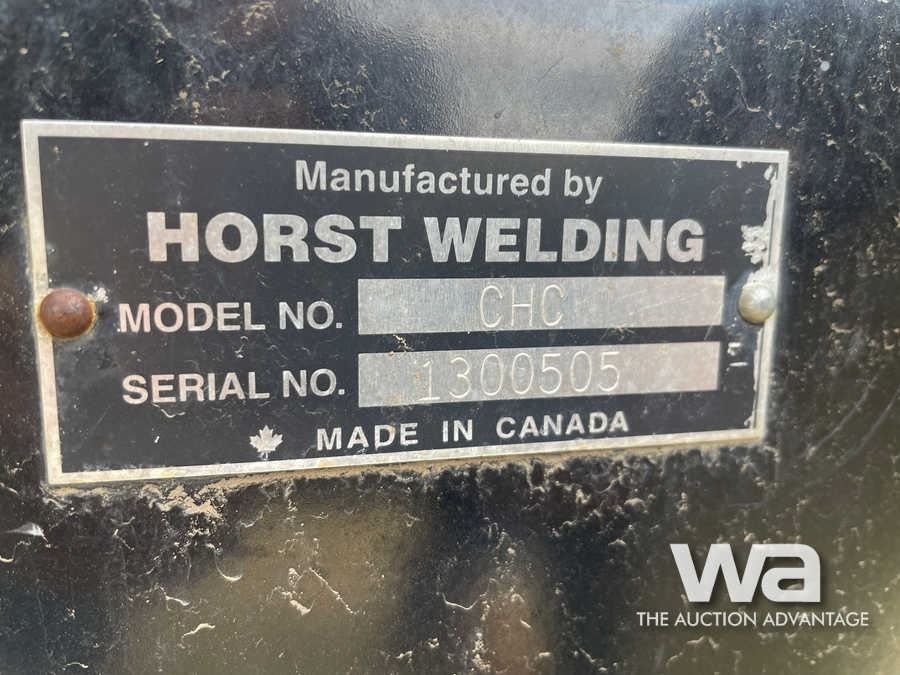 Manufactured by
HORST WELDING
MODEL NO. CHC
SERIAL NO. 1300505
MADE IN CANADA
wa
THE AUCTION ADVANTAGE